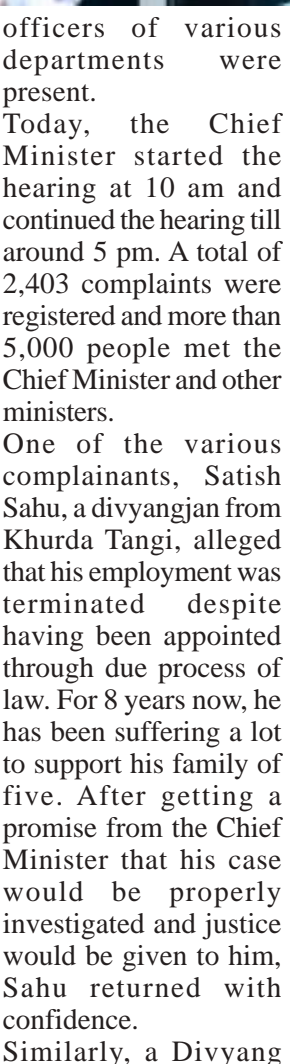 officers of various
departments were
present.
Today, the Chief
Minister started the
hearing at 10 am and
continued the hearing till
around 5 pm. A total of
2,403 complaints were
registered and more than
5,000 people met the
Chief Minister and other
ministers.
One of the various
complainants, Satish
Sahu, a divyangjan from
Khurda Tangi, alleged
that his employment was
terminated despite
having been appointed
through due process of
law. For 8 years now, he
has been suffering a lot
to support his family of
five. After getting a
promise from the Chief
Minister that his case
would be properly
investigated and justice
would be given to him,
Sahu returned with
confidence.
Similarly, a Divyang